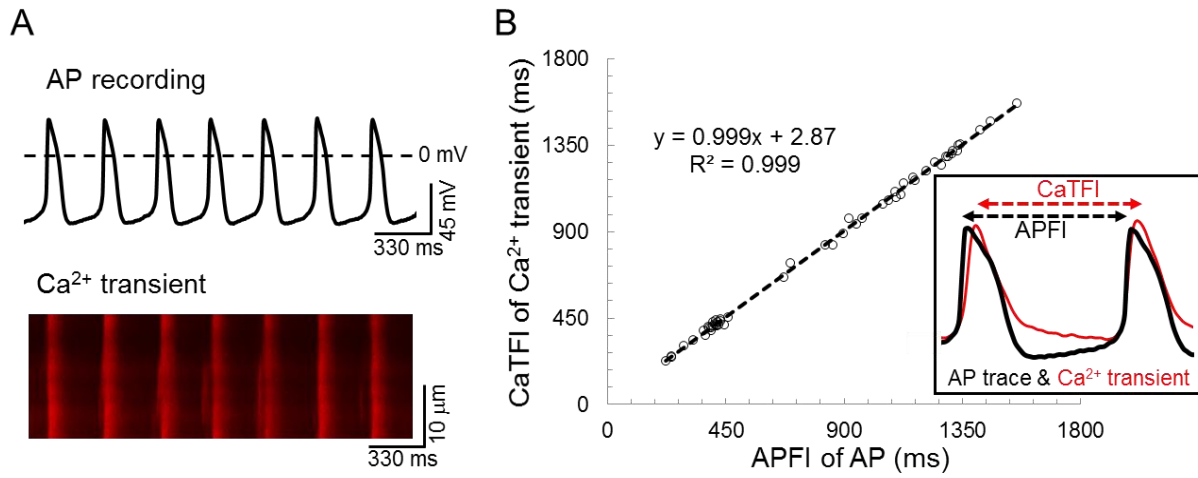 A
AP recording
0 mV
45 mV
330 ms
Ca²⁺ transient
10 µm
330 ms
B
CaTFI of Ca²⁺ transient (ms)
1800
1350
900
450
0
y = 0.999x + 2.87
R² = 0.999
CaTFI
APFI
AP trace & Ca²⁺ transient
0
450
900
1350
1800
APFI of AP (ms)